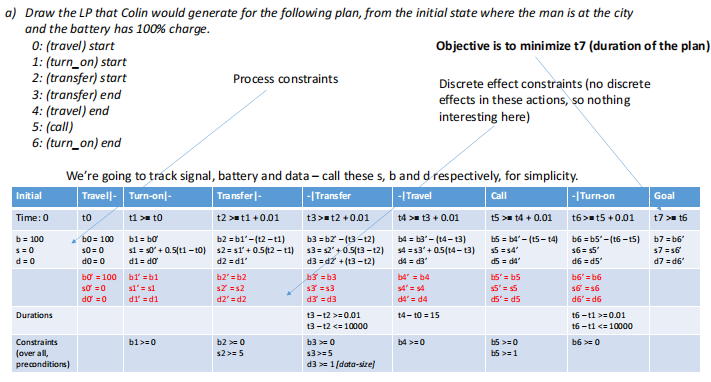 a) Draw the LP that Colin would generate for the following plan, from the initial state where the man is at the city
and the battery has 100% charge.
0: (travel) start
1: (turn_on) start
2: (transfer) start
3: (transfer) end
4: (travel) end
5: (call)
6: (turn_on) end
Objective is to minimize t7 (duration of the plan)
Process constraints
Discrete effect constraints (no discrete
effects in these actions, so nothing
interesting here)
We're going to track signal, battery and data – call these s, b and d respectively, for simplicity.
Initial Travel|- Turn-on|- Transfer|- -|Transfer -|Travel Call -|Turn-on Goal
Time: 0 t0 t1 >= t0 t2 >= t1 + 0.01 t3 >= t2 + 0.01 t4 >= t3 + 0.01 t5 >= t4 + 0.01 t6 >= t5 + 0.01 t7 >= t6
b = 100 b0 = 100 b1 = b0' b2 = b1' – (t2 – t1) b3 = b2' – (t3 – t2) b4 = b3' – (t4 – t3) b5 = b4' – (t5 – t4) b6 = b5' – (t6 – t5) b7 = b6'
s = 0 s0 = 0 s1 = s0' + 0.5(t1 – t0) s2 = s1' + 0.5(t2 – t1) s3 = s2' + 0.5(t3 – t2) s4 = s3' + 0.5(t4 – t3) s5 = s4' s6 = s5' s7 = s6'
d = 0 d0 = 0 d1 = d0' d2 = d1' d3 = d2' + (t3 – t2) d4 = d3' d5 = d4' d6 = d5' d7 = d6'
b0' = 100 b1' = b1 b2' = b2 b3' = b3 b4' = b4 b5' = b5 b6' = b6
s0' = 0 s1' = s1 s2' = s2 s3' = s3 s4' = s4 s5' = s5 s6' = s6
d0' = 0 d1' = d1 d2' = d2 d3' = d3 d4' = d4 d5' = d5 d6' = d6
Durations t3 – t2 >= 0.01 t4 – t0 = 15 t6 – t1 >= 0.01
t3 – t2 <= 10000 t6 – t1 <= 10000
Constraints b1 >= 0 b2 >= 0 b3 >= 0 b4 >= 0 b5 >= 0 b6 >= 0
(over all, s2 >= 5 s3 >= 5 b5 >= 1
preconditions) d3 >= 1 [data-size]